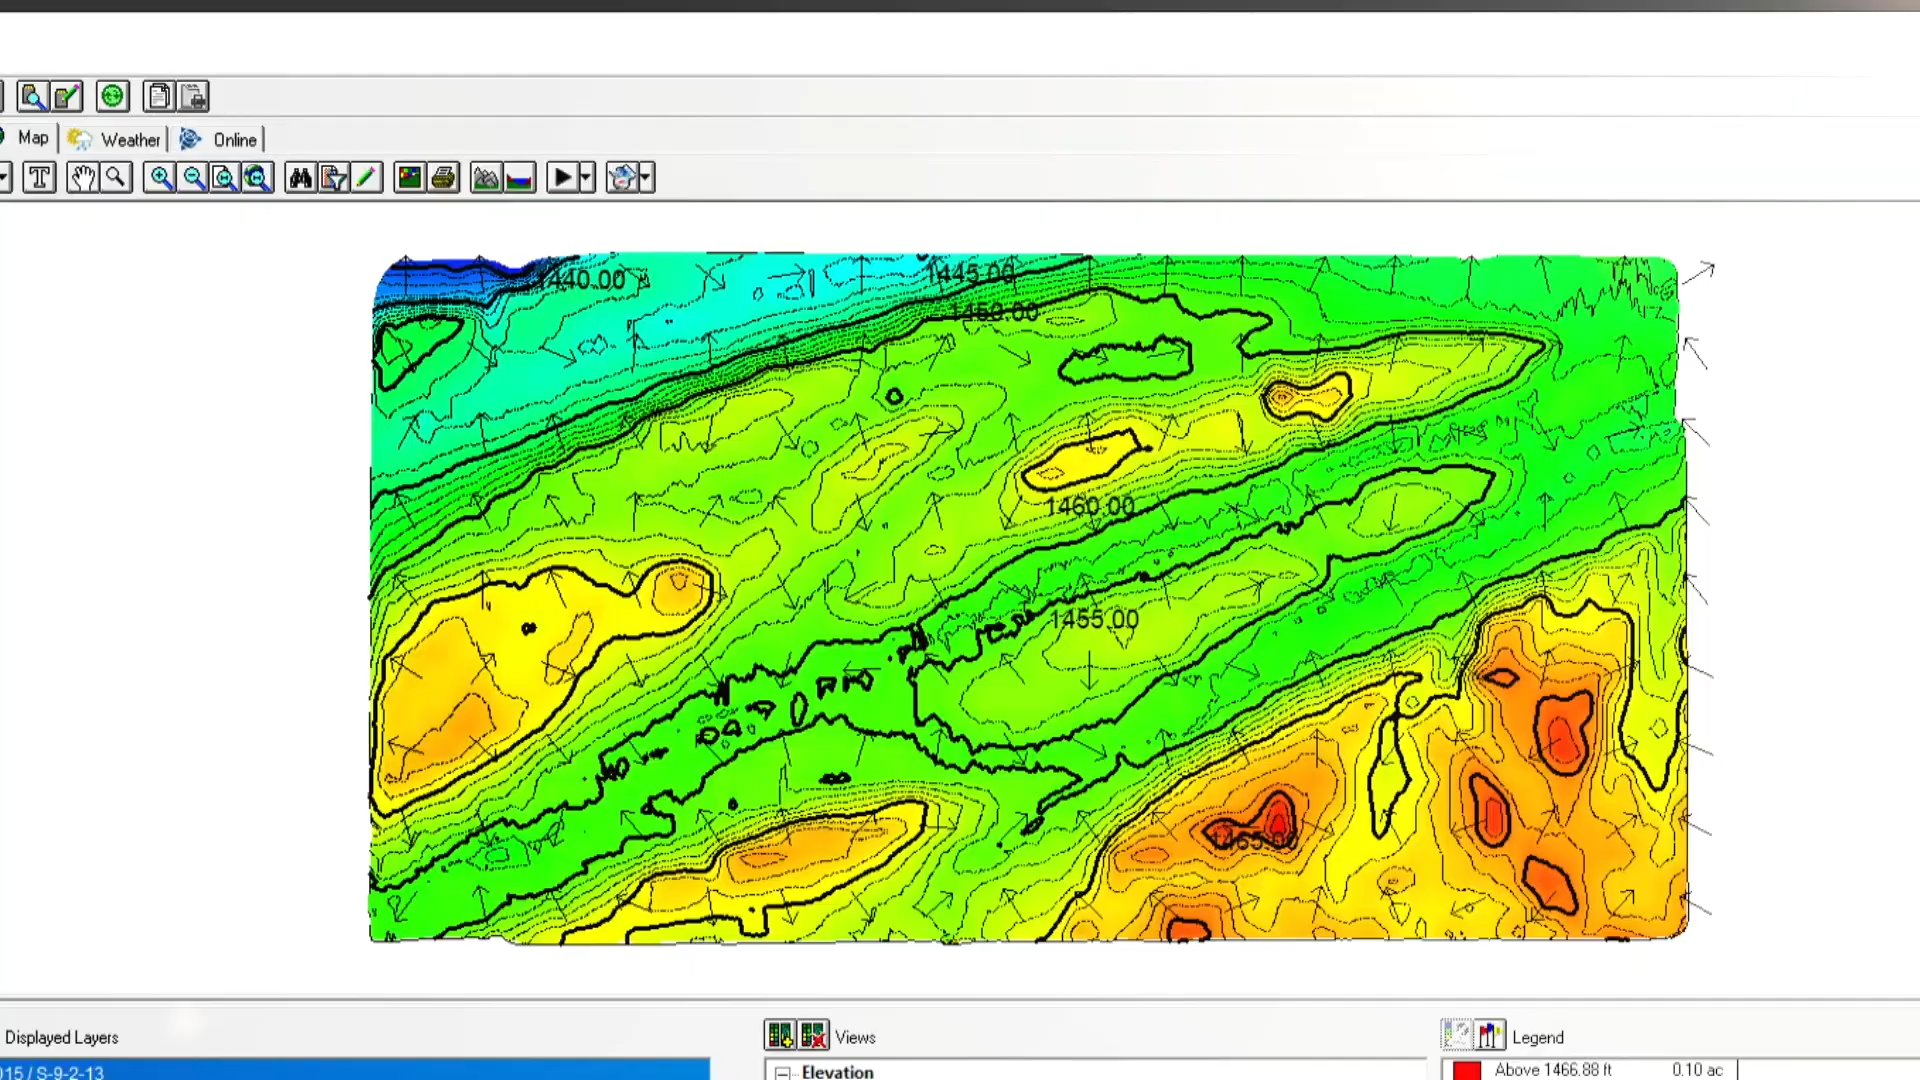 Map
Weather
Online
1440.00
1445.00
1450.00
1460.00
1455.00
1465.00
Displayed Layers
Views
Legend
015 / S-9-2-13
Elevation
Above 1466.88 ft 0.10 ac